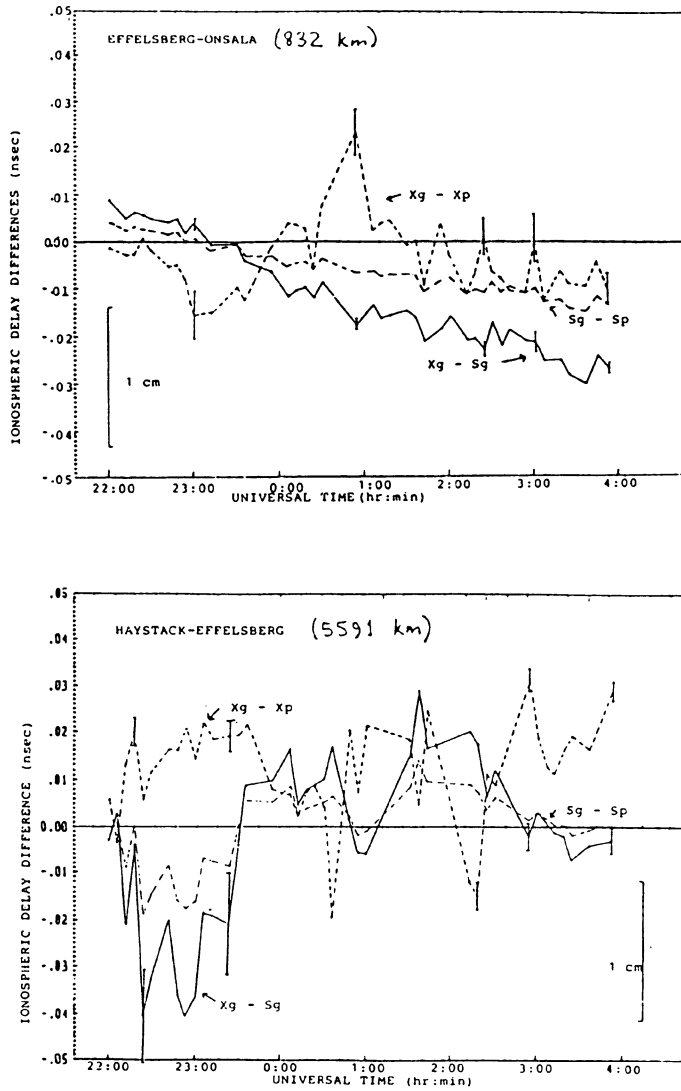 .05
EFFELSBERG-ONSALA (832 km)
.04
.03
.02
.01
0.00
-.01
-.02
-.03
-.04
-.05
IONOSPHERIC DELAY DIFFERENCES (nsec)
Xg - Xp
Sg - Sp
Xg - Sg
1 cm
22:00 23:00 0:00 1:00 2:00 3:00 4:00
UNIVERSAL TIME (hr:min)
.05
HAYSTACK-EFFELSBERG (5591 km)
.04
.03
.02
.01
0.00
-.01
-.02
-.03
-.04
-.05
IONOSPHERIC DELAY DIFFERENCE (nsec)
Xg - Xp
Sg - Sp
Xg - Sg
1 cm
22:00 23:00 0:00 1:00 2:00 3:00 4:00
UNIVERSAL TIME (hr:min)